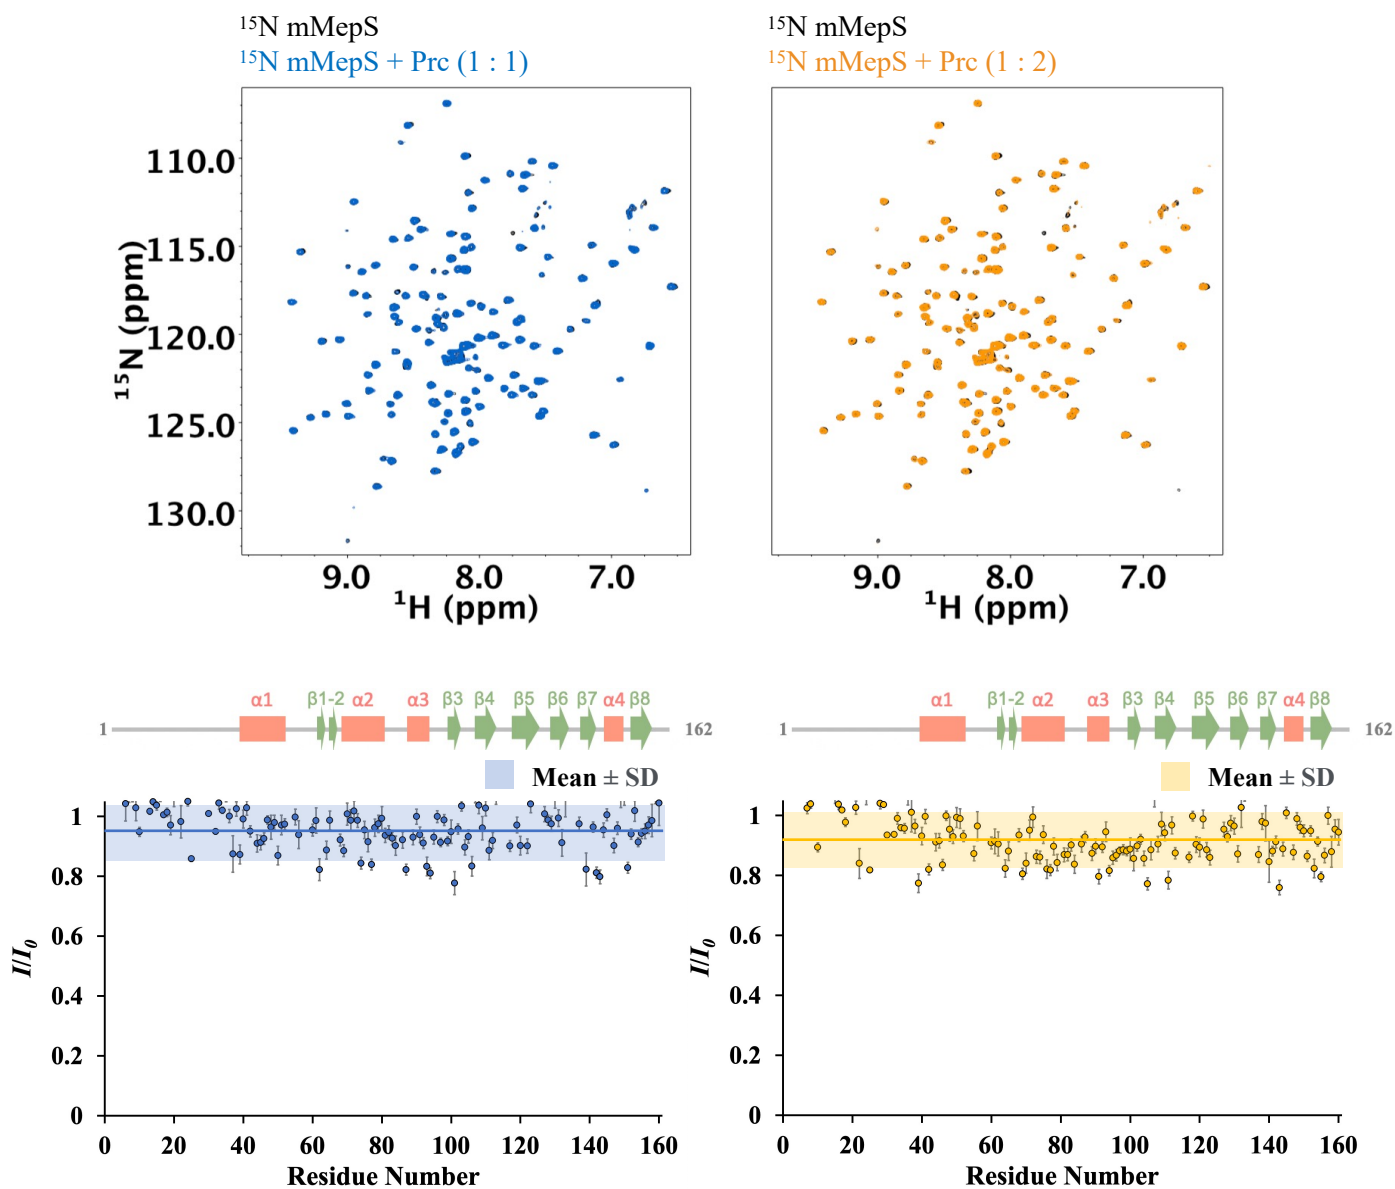 ¹⁵N mMepS
¹⁵N mMepS + Prc (1 : 1)
¹⁵N mMepS
¹⁵N mMepS + Prc (1 : 2)
110.0
115.0
120.0
125.0
130.0
¹⁵N (ppm)
9.0 8.0 7.0
¹H (ppm)
9.0 8.0 7.0
¹H (ppm)
α1 β1-2 α2 α3 β3 β4 β5 β6 β7 α4 β8
1 162
Mean ± SD
1
0.8
0.6
0.4
0.2
0
I/I₀
0 20 40 60 80 100 120 140 160
Residue Number
α1 β1-2 α2 α3 β3 β4 β5 β6 β7 α4 β8
1 162
Mean ± SD
1
0.8
0.6
0.4
0.2
0
I/I₀
0 20 40 60 80 100 120 140 160
Residue Number